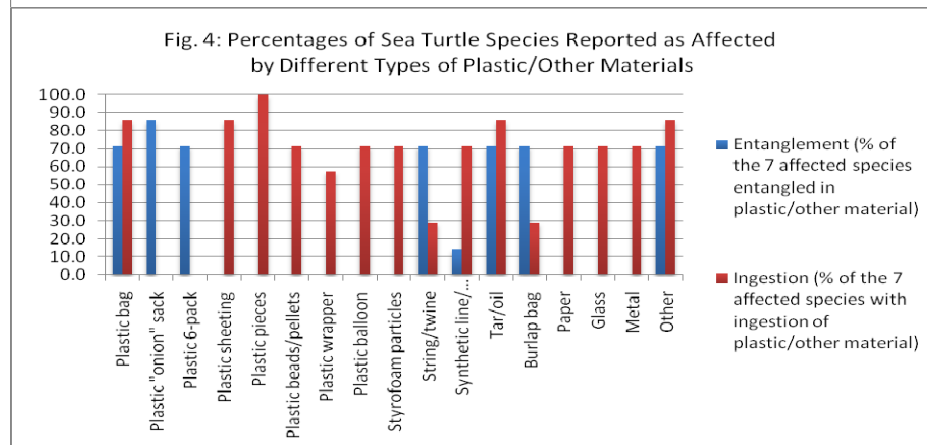 Fig. 4: Percentages of Sea Turtle Species Reported as Affected
by Different Types of Plastic/Other Materials
100.0
90.0
80.0
70.0
60.0
50.0
40.0
30.0
20.0
10.0
0.0
Plastic bag
Plastic "onion" sack
Plastic 6-pack
Plastic sheeting
Plastic pieces
Plastic beads/pellets
Plastic wrapper
Plastic balloon
Styrofoam particles
String/twine
Synthetic line/...
Tar/oil
Burlap bag
Paper
Glass
Metal
Other
Entanglement (% of
the 7 affected species
entangled in
plastic/other material)
Ingestion (% of the 7
affected species with
ingestion of
plastic/other material)